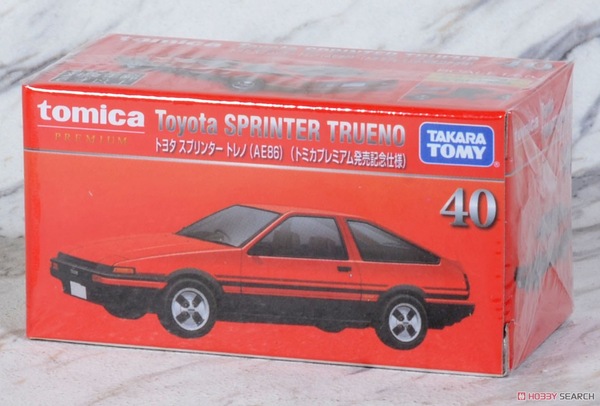 tomica
PREMIUM
Toyota SPRINTER TRUENO
トヨタ スプリンター トレノ(AE86) (トミカプレミアム発売記念仕様)
TAKARA
TOMY
40
HOBBY SEARCH